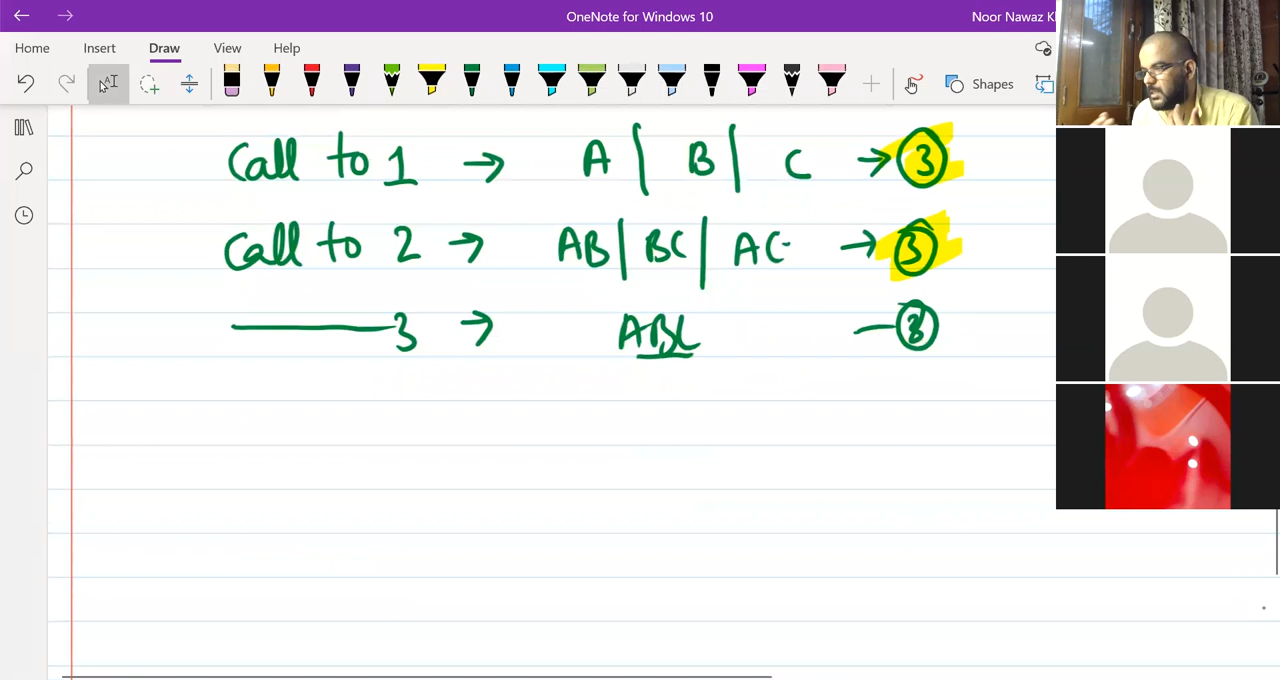 OneNote for Windows 10
Noor Nawaz Kh
Home Insert Draw View Help
Shapes
Call to 1 → A | B | C → 3
Call to 2 → AB | BC | AC → 3
3 → ABC —